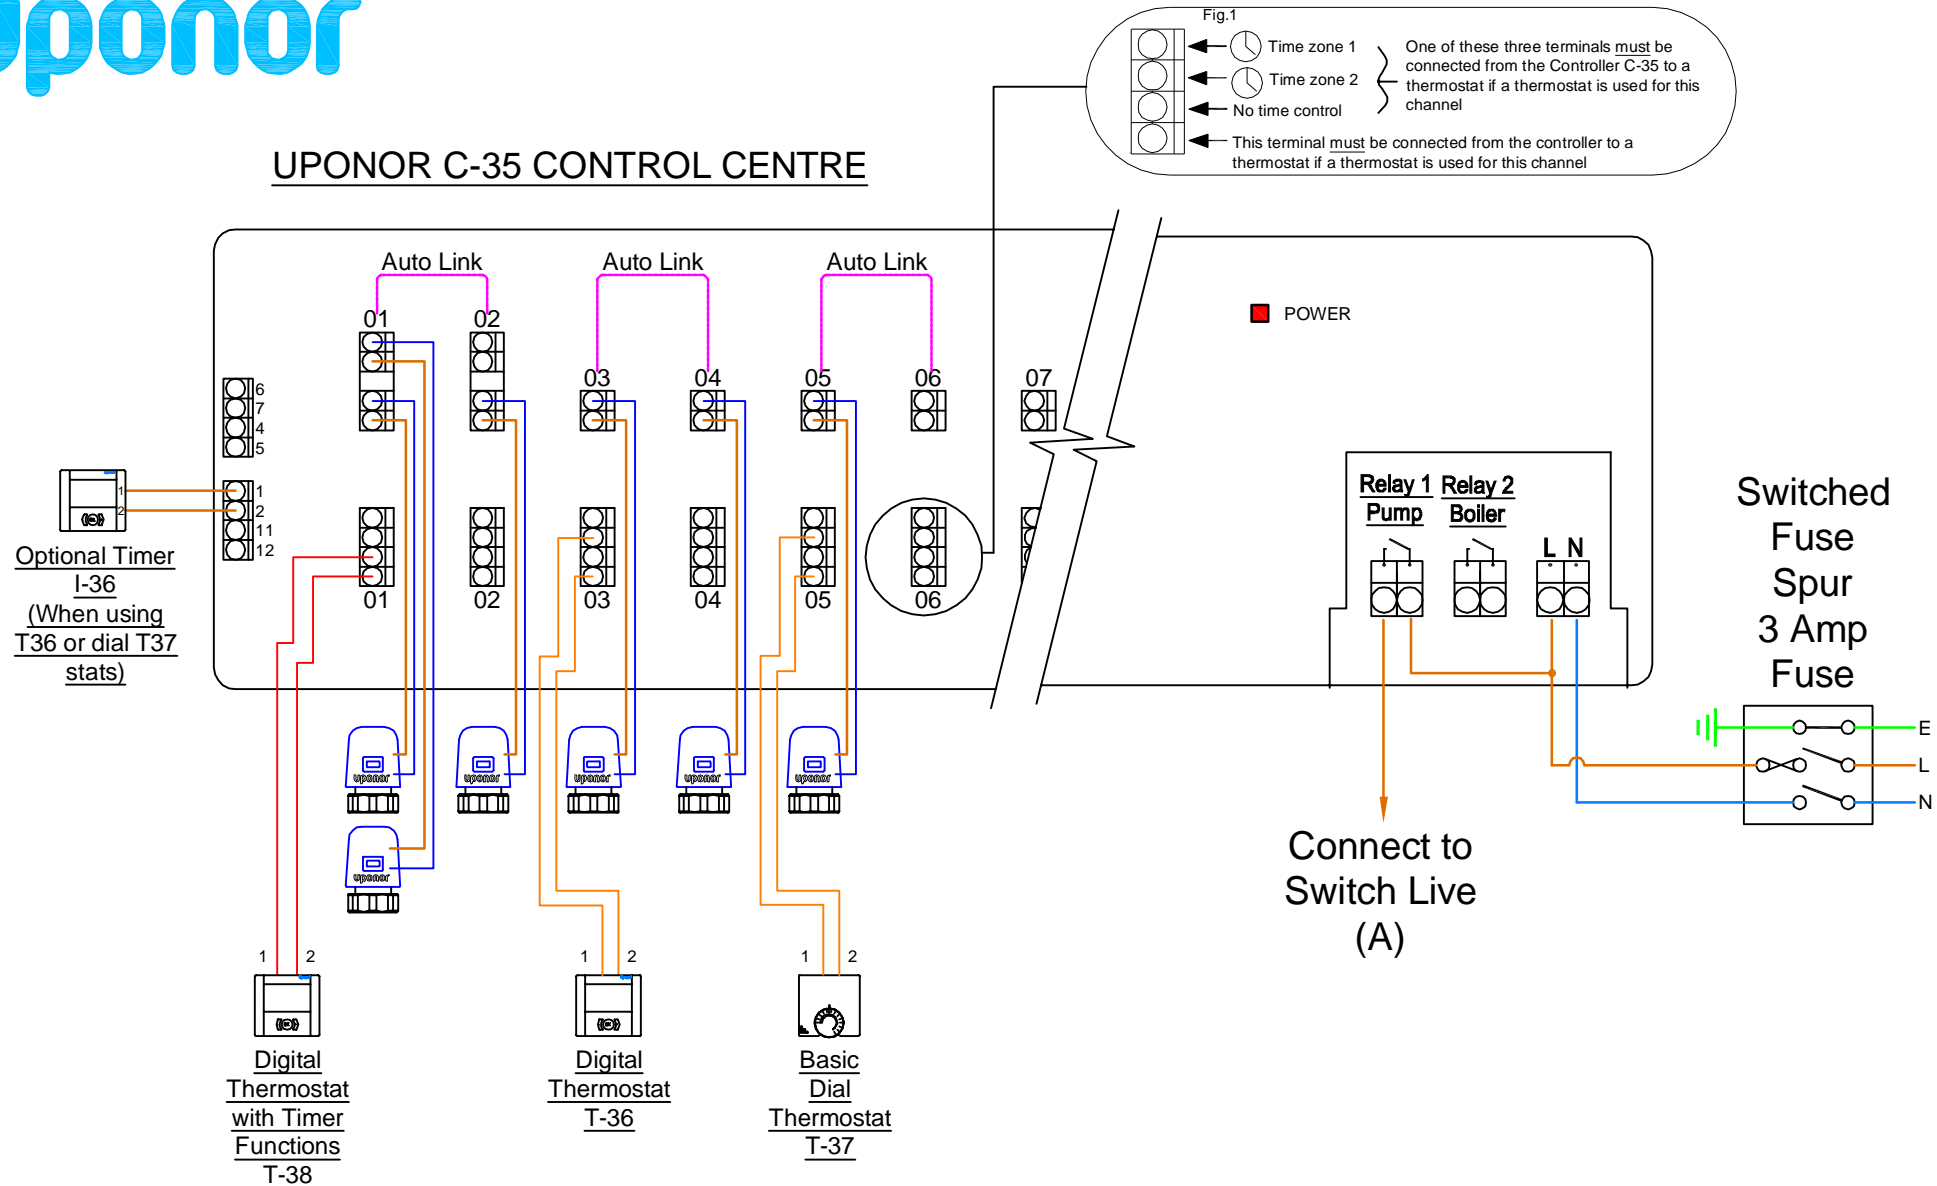 uponor
Fig.1
Time zone 1
Time zone 2
No time control
One of these three terminals must be
connected from the Controller C-35 to a
thermostat if a thermostat is used for this
channel
This terminal must be connected from the controller to a
thermostat if a thermostat is used for this channel
UPONOR C-35 CONTROL CENTRE
Auto Link
Auto Link
Auto Link
01
02
03
04
05
06
07
POWER
6
7
4
5
1
2
11
12
1
2
Optional Timer
I-36
(When using
T36 or dial T37
stats)
01
02
03
04
05
06
Relay 1
Pump
Relay 2
Boiler
L N
Switched
Fuse
Spur
3 Amp
Fuse
E
L
N
uponor
uponor
uponor
uponor
uponor
uponor
Connect to
Switch Live
(A)
1 2
1 2
1 2
Digital
Thermostat
with Timer
Functions
T-38
Digital
Thermostat
T-36
Basic
Dial
Thermostat
T-37